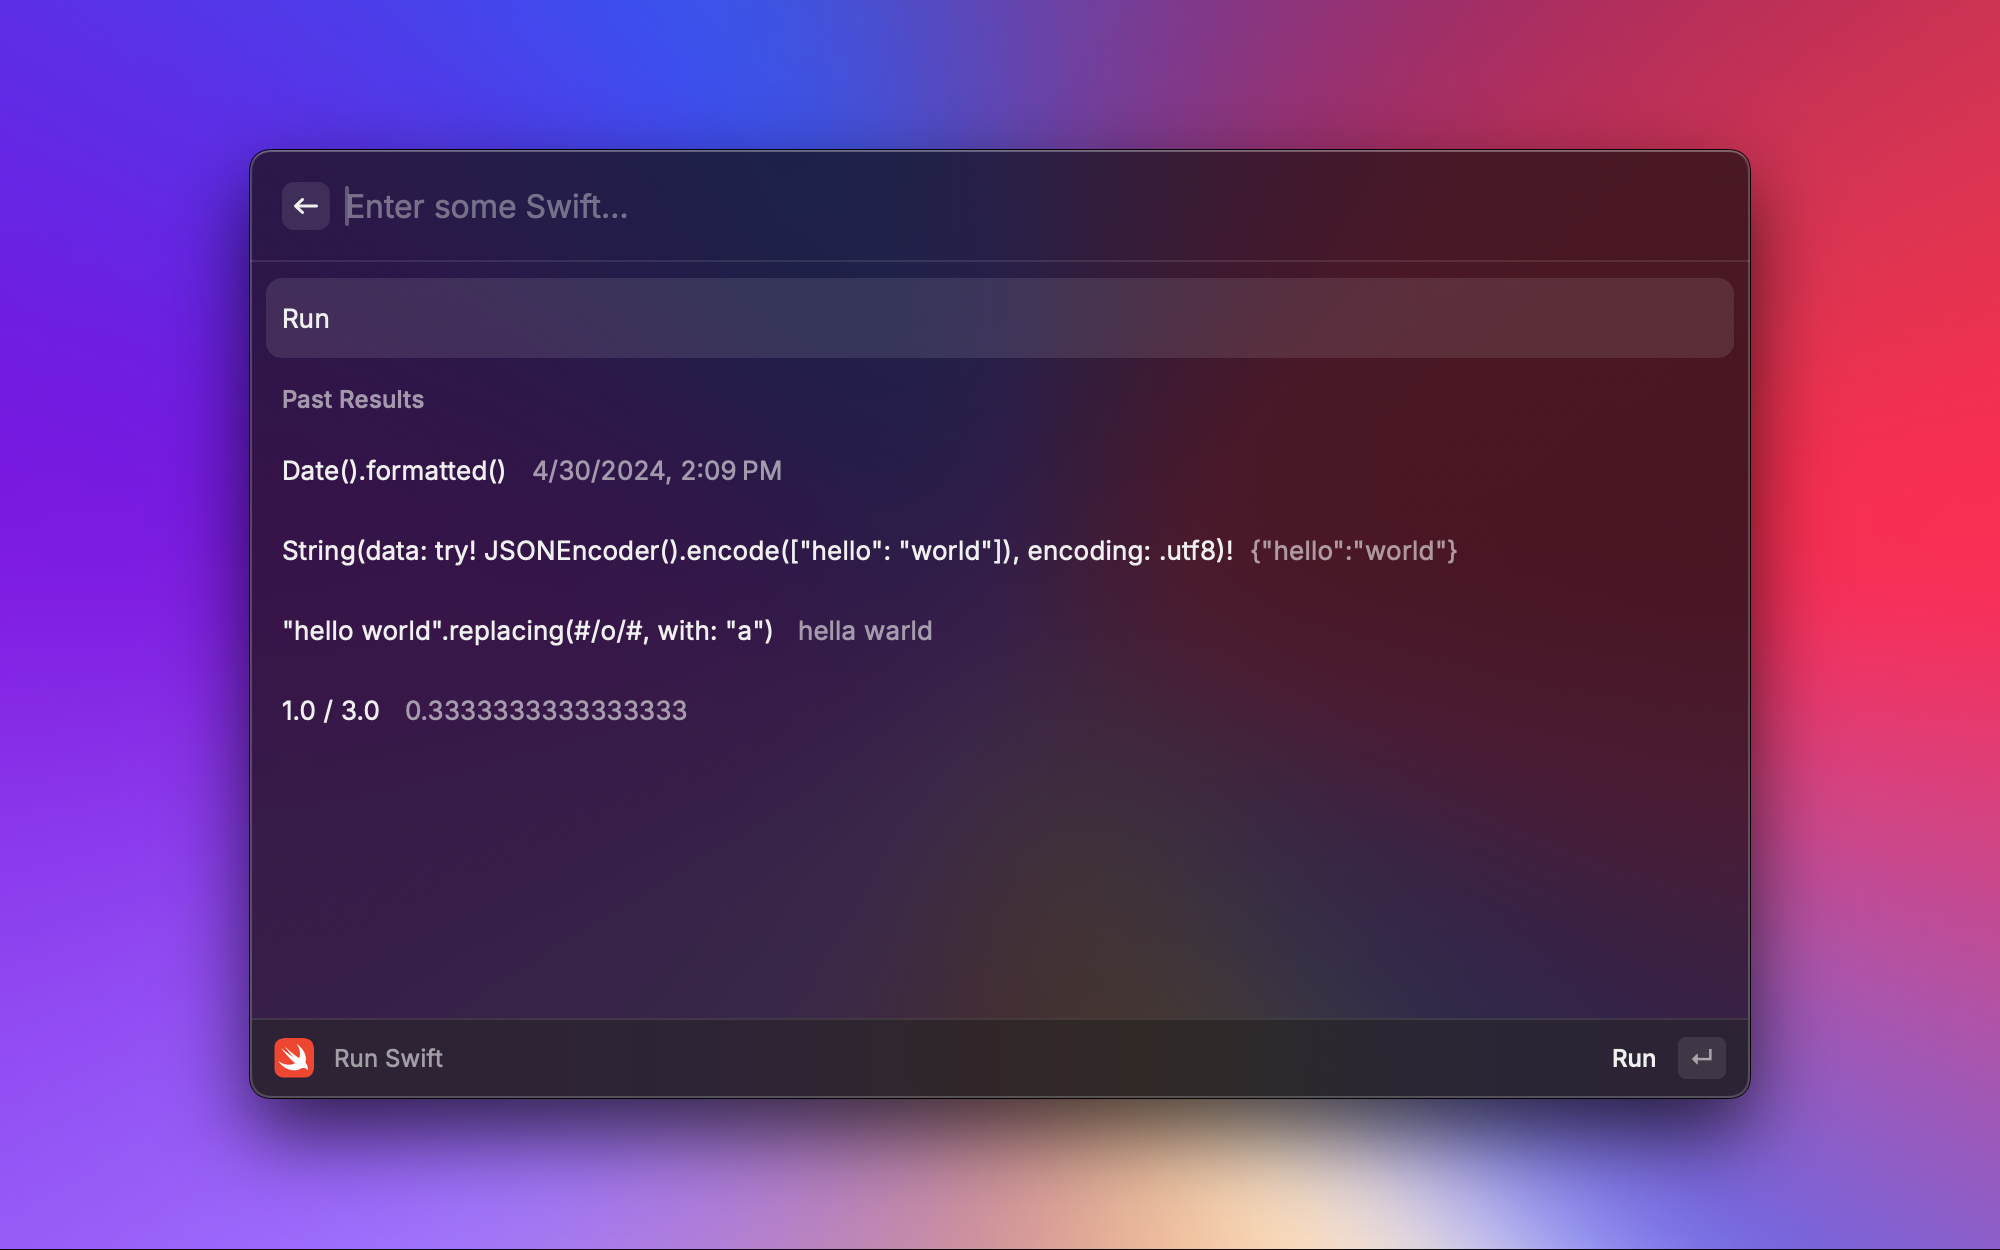 Enter some Swift...
Run
Past Results
Date().formatted() 4/30/2024, 2:09 PM
String(data: try! JSONEncoder().encode(["hello": "world"]), encoding: .utf8)! {"hello":"world"}
"hello world".replacing(#/o/#, with: "a") hella warld
1.0 / 3.0 0.3333333333333333
Run Swift Run